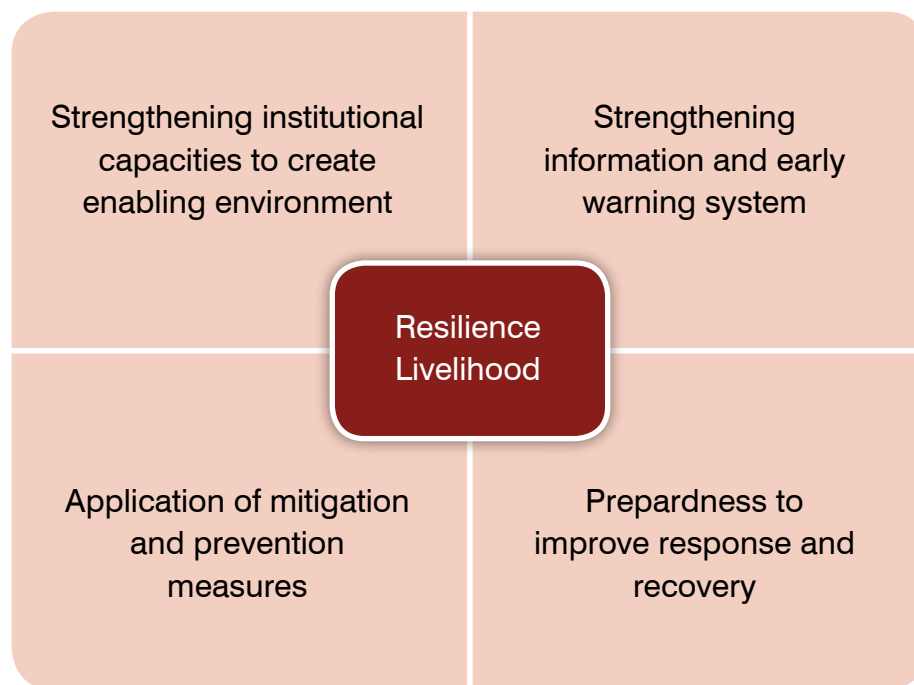 Strengthening institutional
capacities to create
enabling environment
Strengthening
information and early
warning system
Resilience
Livelihood
Application of mitigation
and prevention
measures
Prepardness to
improve response and
recovery